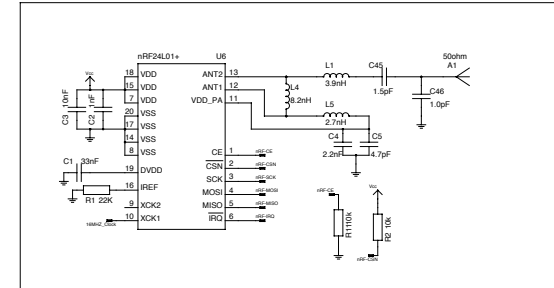 nRF24L01+ U6
50ohm
A1
Vcc
C3 10nF
C2 1nF
18 VDD
15 VDD
7 VDD
20 VSS
17 VSS
14 VSS
8 VSS
C1 33nF
19 DVDD
16 IREF
R1 22K
9 XCK2
16MHZ_Clock
10 XCK1
ANT2 13
ANT1 12
VDD_PA 11
CE 1 nRF-CE
CSN 2 nRF-CSN
SCK 3 nRF-SCK
MOSI 4 nRF-MOSI
MISO 5 nRF-MISO
IRQ 6 nRF-IRQ
L1
3.9nH
C45
1.5pF
C46
1.0pF
L4
8.2nH
L5
2.7nH
C4
2.2nF
C5
4.7pF
nRF-CE
R1110k
Vcc
R2 10k
nRF-CSN